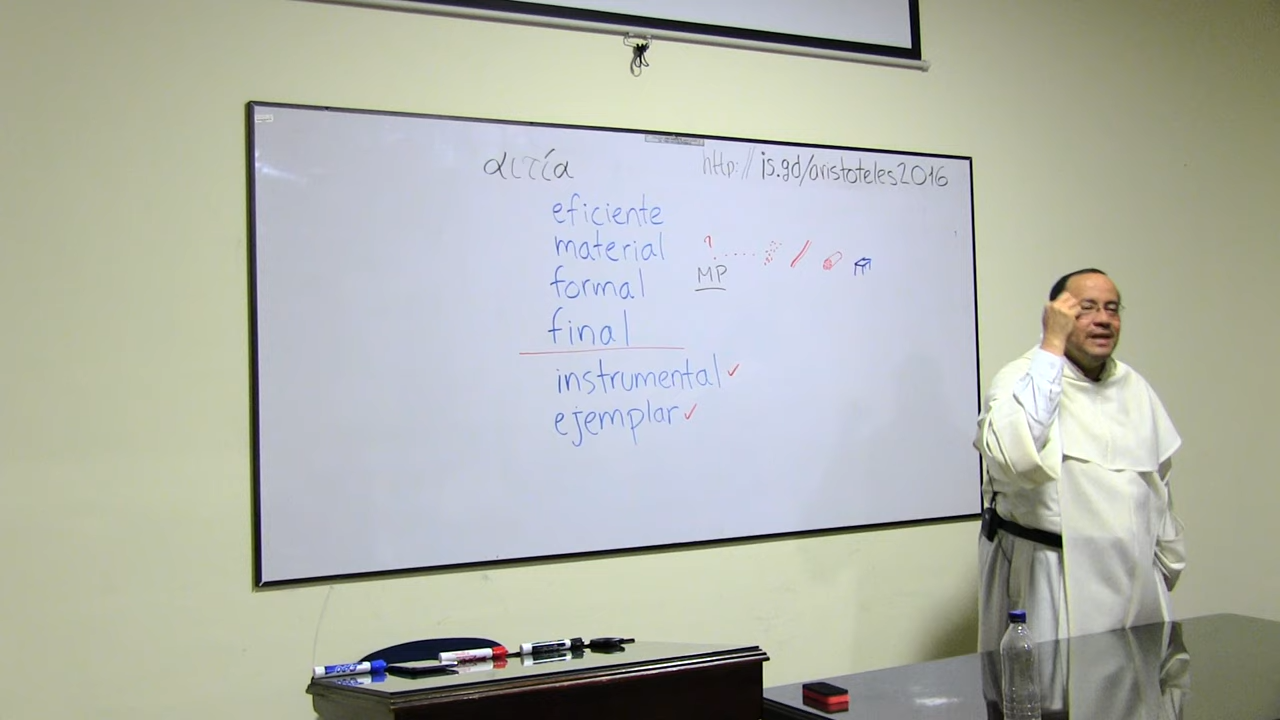 αιτία
http://is.gd/aristoteles2016
eficiente
material
?
MP
formal
final
instrumental ✓
ejemplar ✓